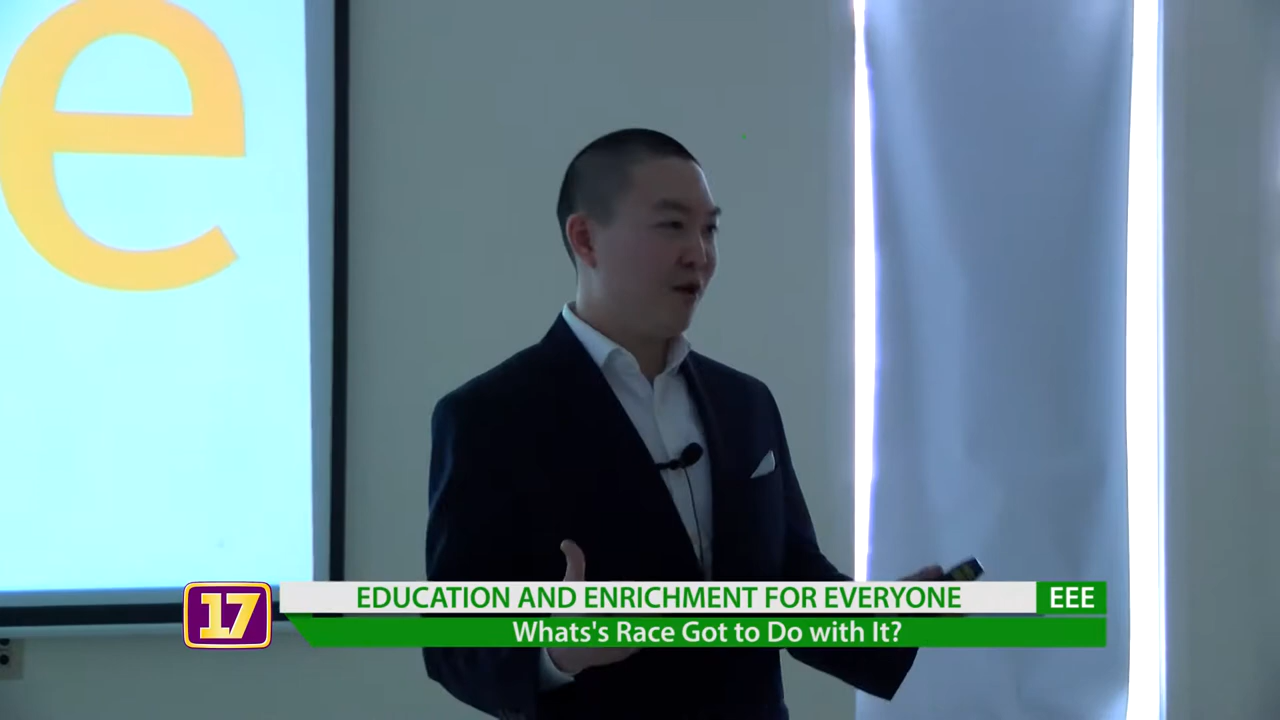 e
17
EDUCATION AND ENRICHMENT FOR EVERYONE
EEE
Whats's Race Got to Do with It?